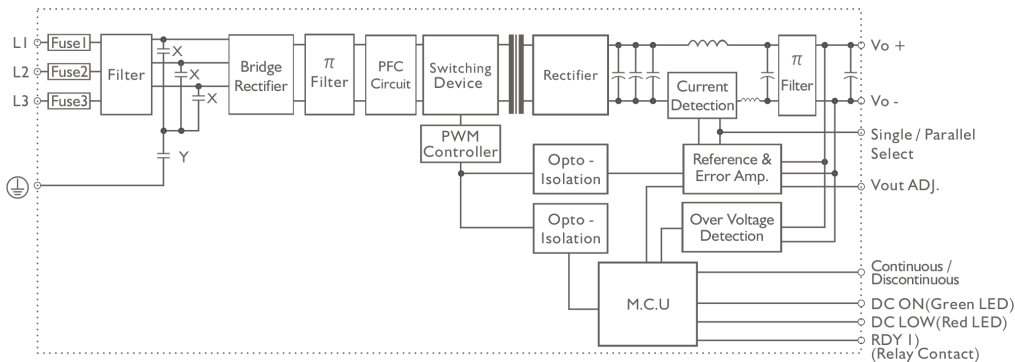 L1
Fuse1
L2
Fuse2
L3
Fuse3
Filter
X
X
X
Y
Bridge
Rectifier
π
Filter
PFC
Circuit
Switching
Device
PWM
Controller
Rectifier
Current
Detection
π
Filter
Vo +
Vo -
Single / Parallel
Select
Opto -
Isolation
Reference &
Error Amp.
Vout ADJ.
Opto -
Isolation
Over Voltage
Detection
M.C.U
Continuous /
Discontinuous
DC ON(Green LED)
DC LOW(Red LED)
RDY 1)
(Relay Contact)